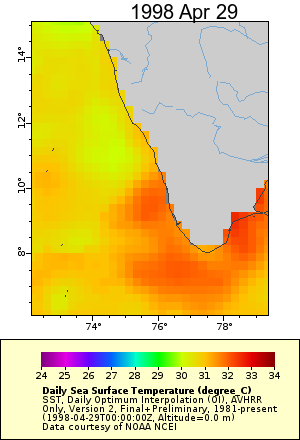 1998 Apr 29
14°
12°
10°
8°
74°
76°
78°
24 25 26 27 28 29 30 31 32 33 34
Daily Sea Surface Temperature (degree_C)
SST, Daily Optimum Interpolation (OI), AVHRR
Only, Version 2, Final+Preliminary, 1981-present
(1998-04-29T00:00:00Z, Altitude=0.0 m)
Data courtesy of NOAA NCEI